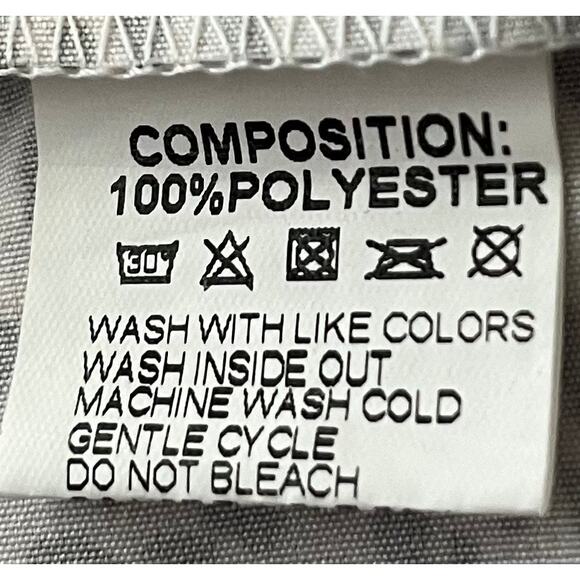 COMPOSITION:
100%POLYESTER
30°
WASH WITH LIKE COLORS
WASH INSIDE OUT
MACHINE WASH COLD
GENTLE CYCLE
DO NOT BLEACH